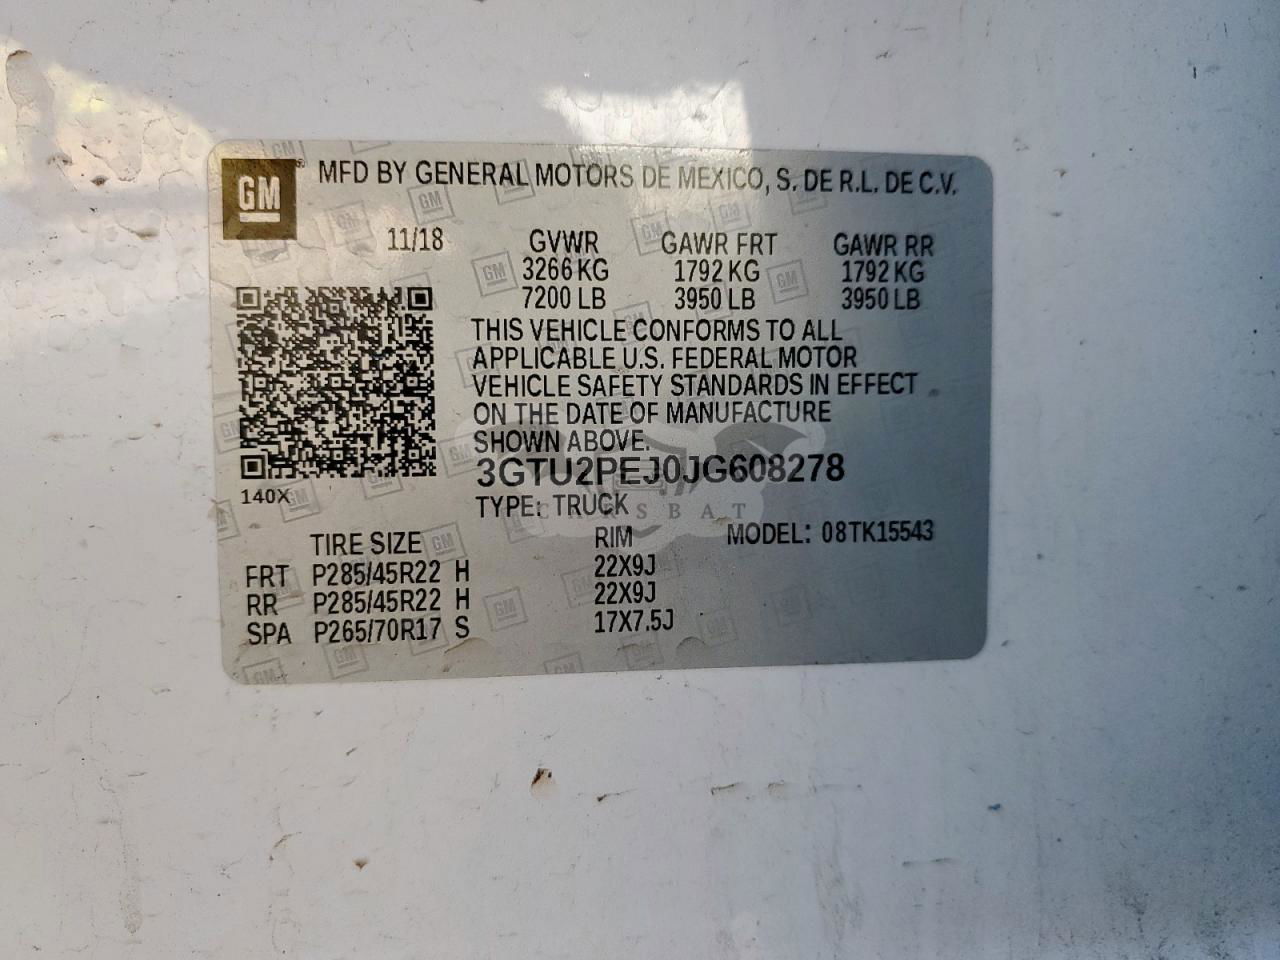 GM
MFD BY GENERAL MOTORS DE MEXICO, S. DE R.L. DE C.V.
11/18 GVWR GAWR FRT GAWR RR
3266 KG 1792 KG 1792 KG
7200 LB 3950 LB 3950 LB
THIS VEHICLE CONFORMS TO ALL
APPLICABLE U.S. FEDERAL MOTOR
VEHICLE SAFETY STANDARDS IN EFFECT
ON THE DATE OF MANUFACTURE
SHOWN ABOVE.
3GTU2PEJ0JG608278
140X
TYPE: TRUCK
CARSBAT
TIRE SIZE RIM MODEL: 08TK15543
FRT P285/45R22 H 22X9J
RR P285/45R22 H 22X9J
SPA P265/70R17 S 17X7.5J